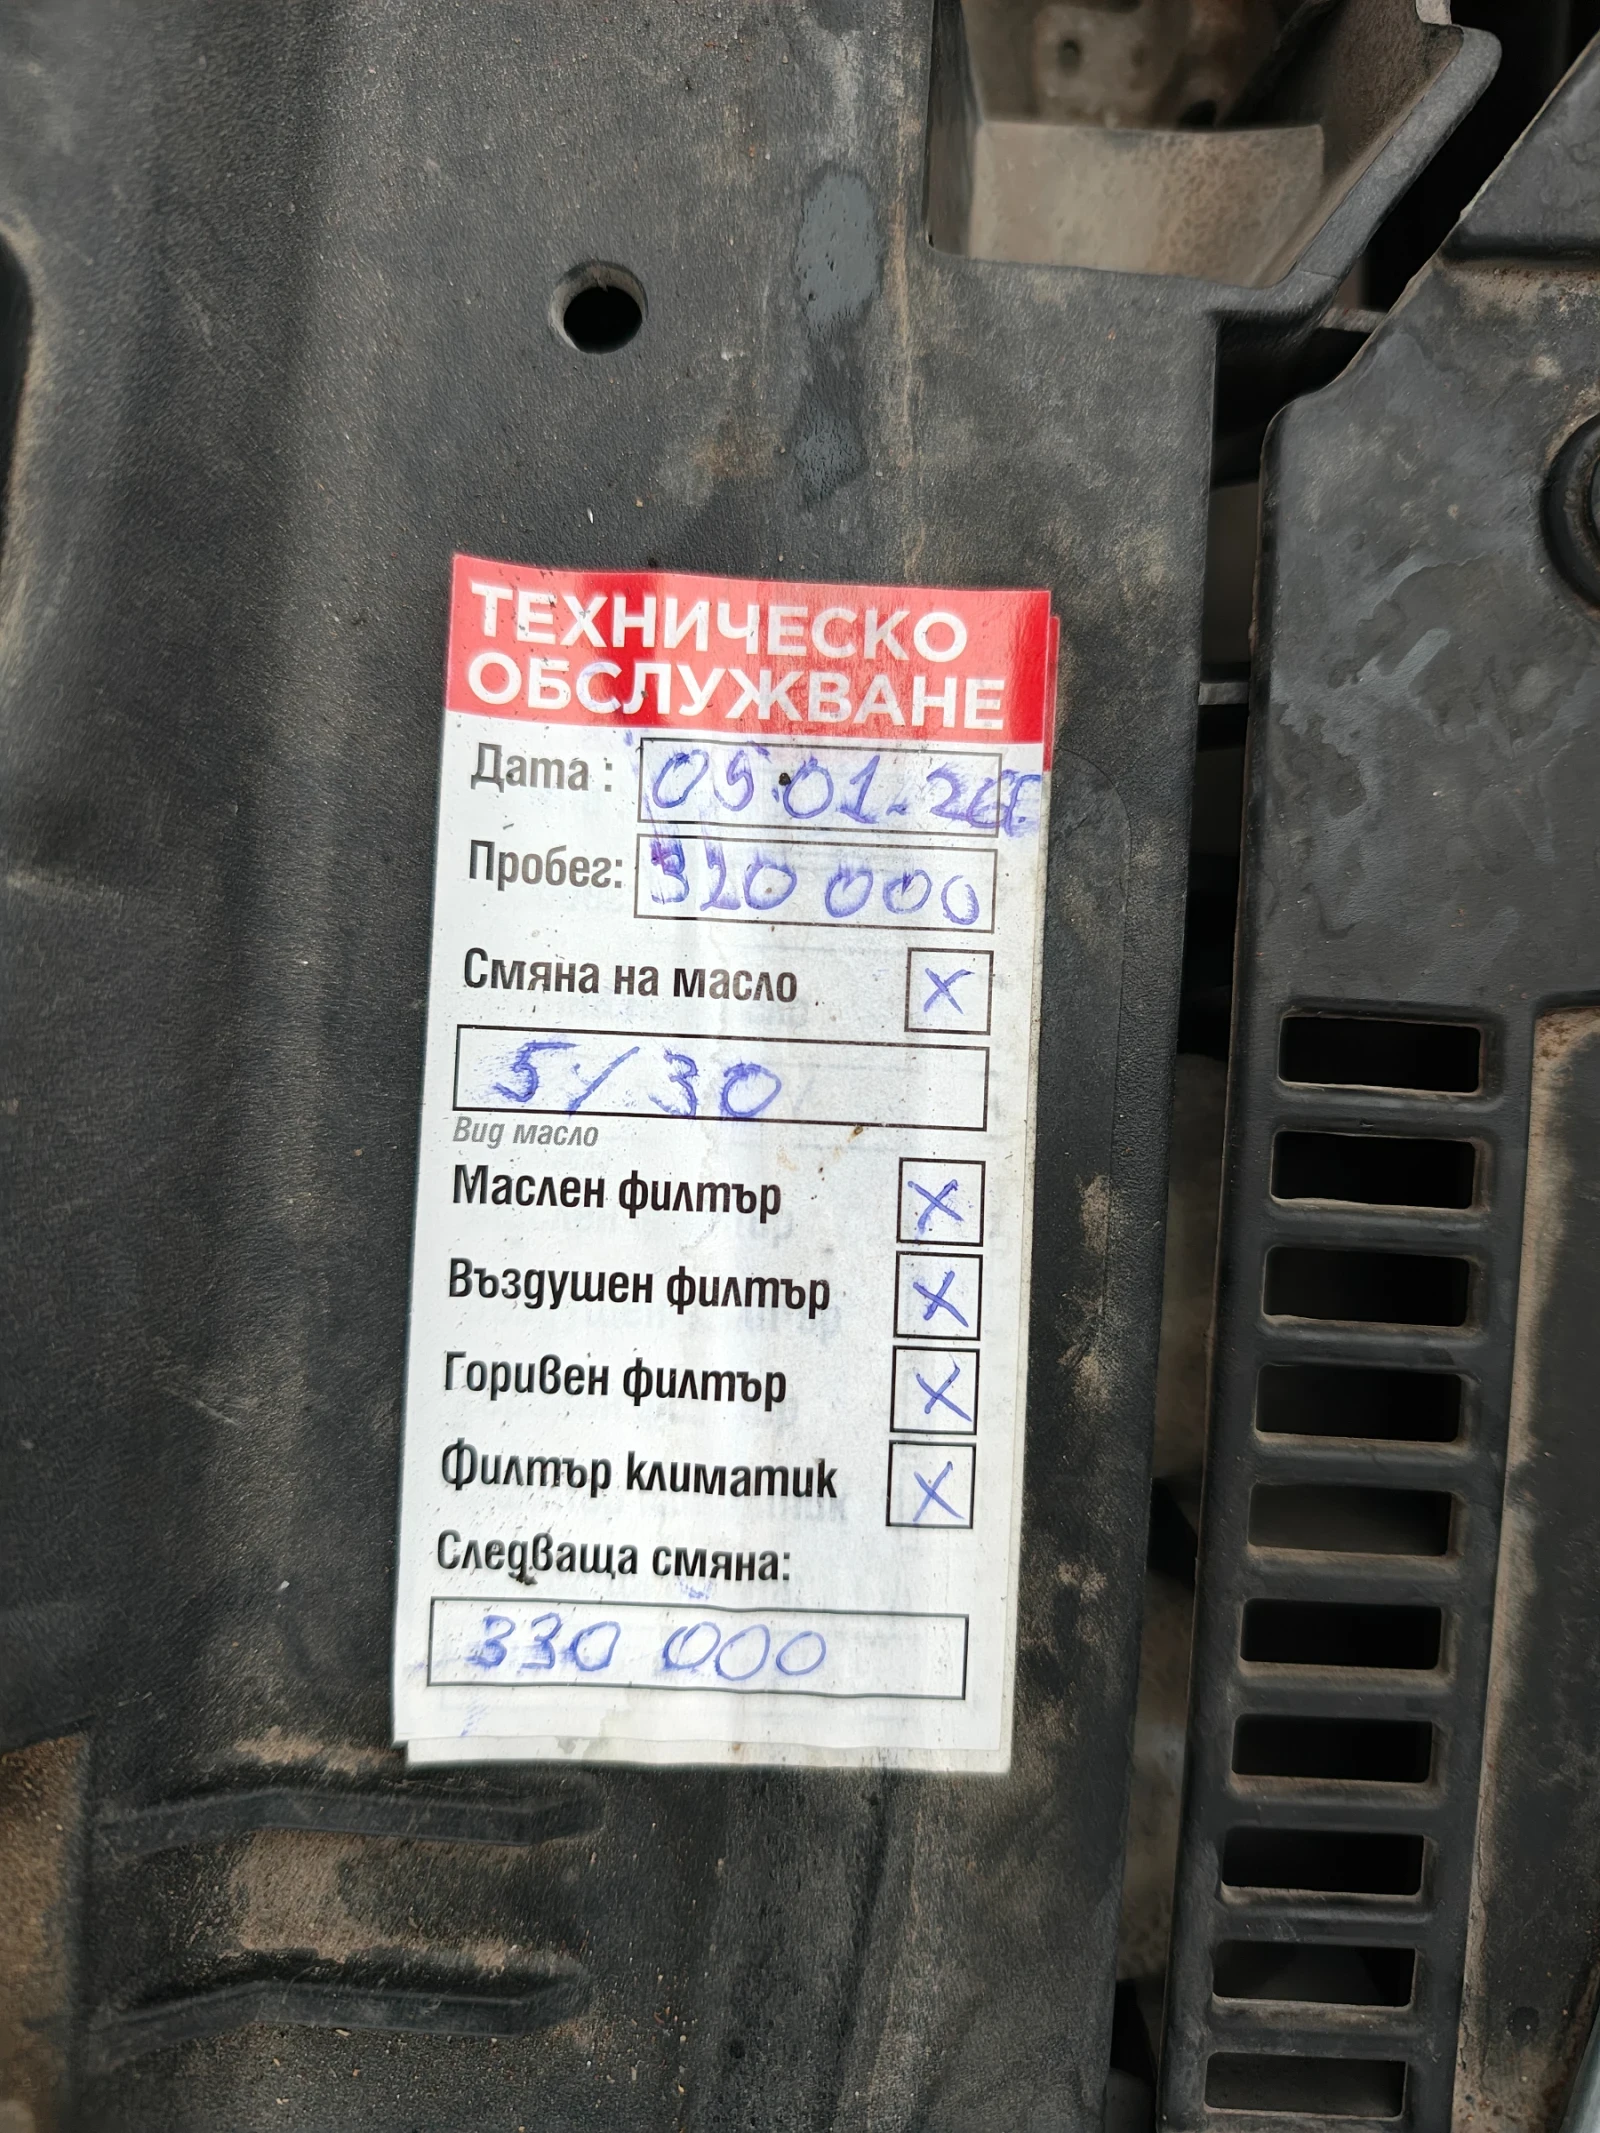 ТЕХНИЧЕСКО
ОБСЛУЖВАНЕ
Дата: 05.01.26г.
Пробег: 320 000
Смяна на масло X
5/30
Вид масло
Маслен филтър X
Въздушен филтър X
Горивен филтър X
Филтър климатик X
Следваща смяна:
330 000